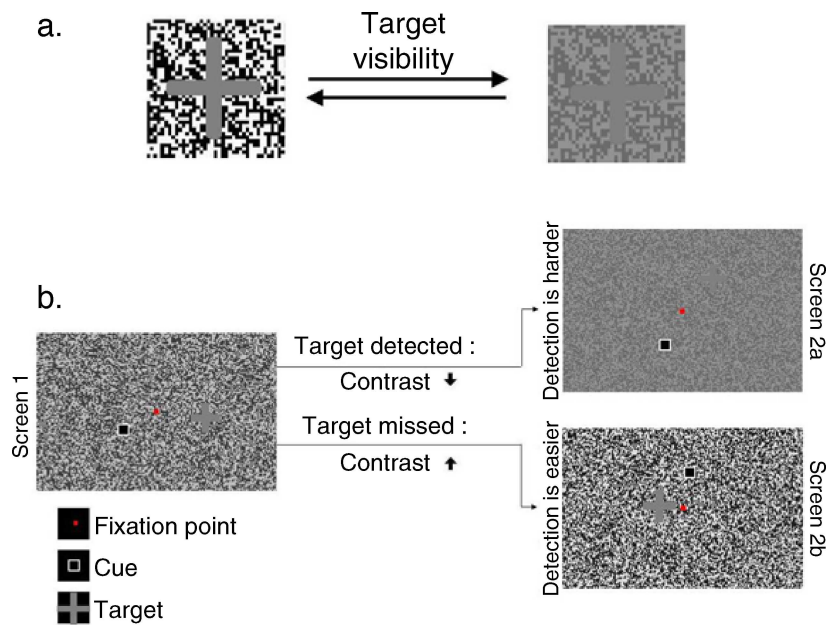 a.
Target
visibility
b.
Screen 1
Target detected :
Contrast
Target missed :
Contrast
Detection is harder
Screen 2a
Detection is easier
Screen 2b
Fixation point
Cue
Target